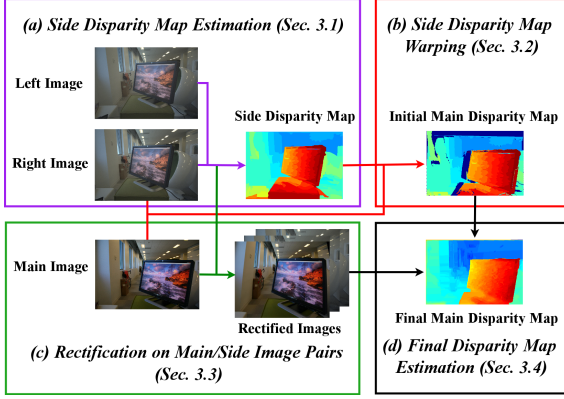 (a) Side Disparity Map Estimation (Sec. 3.1)
Left Image
Right Image
Side Disparity Map
(b) Side Disparity Map
Warping (Sec. 3.2)
Initial Main Disparity Map
Main Image
Rectified Images
(c) Rectification on Main/Side Image Pairs
(Sec. 3.3)
Final Main Disparity Map
(d) Final Disparity Map
Estimation (Sec. 3.4)